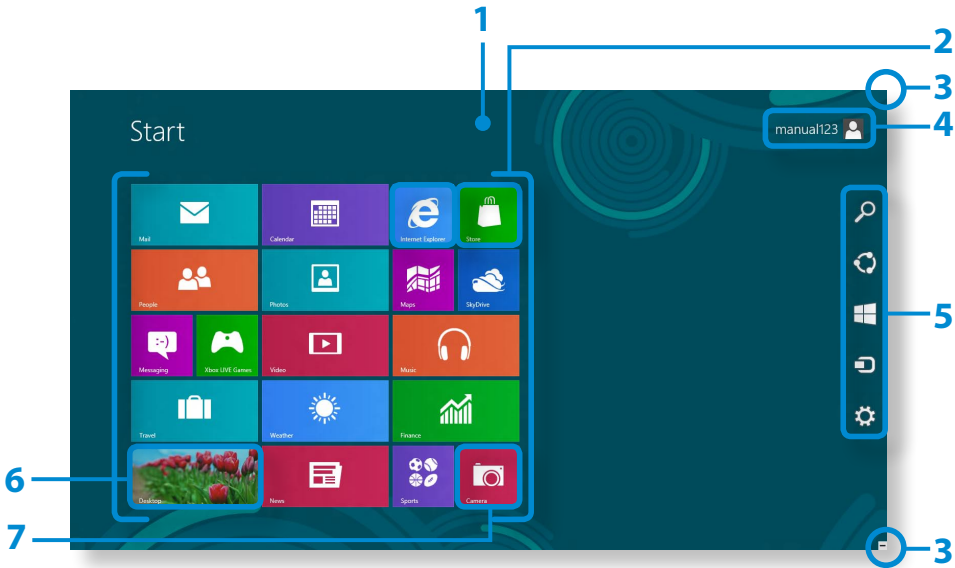 1
2
3
Start
manual123
4
Mail
Calendar
Internet Explorer
Store
People
Photos
Maps
SkyDrive
5
Messaging
:-)
Xbox LIVE Games
Video
Music
Travel
Weather
Finance
6
Desktop
News
Sports
Camera
7
3